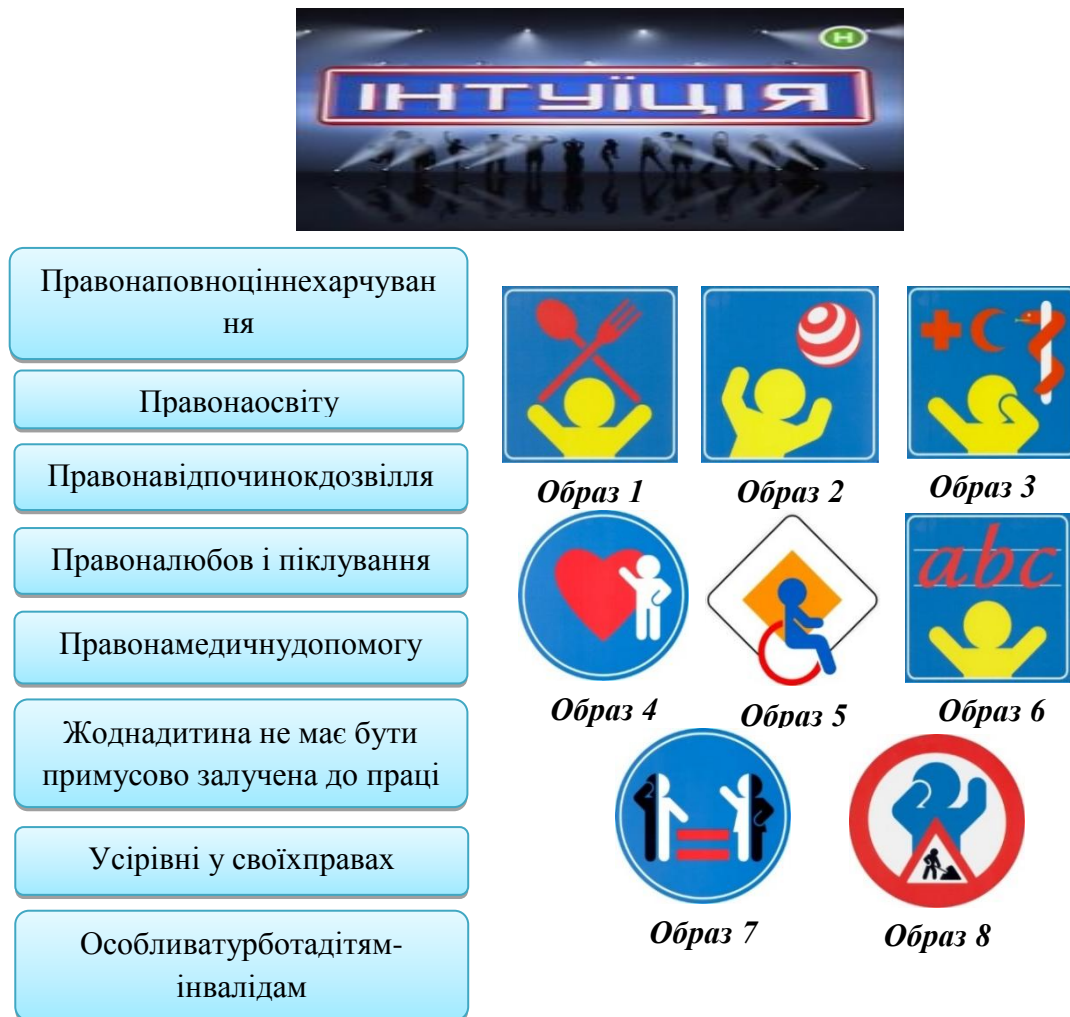 Н
ІНТУЇЦІЯ
Правонаповноціннехарчуван
ня
Правонаосвіту
Правонавідпочинокдозвілля
Правоналюбов і піклування
Правонамедичнудопомогу
Жоднадитина не має бути
примусово залучена до праці
Усірівні у своїхправах
Особливатурботадітям-
інвалідам
Образ 1
Образ 2
Образ 3
abc
Образ 4
Образ 5
Образ 6
Образ 7
Образ 8